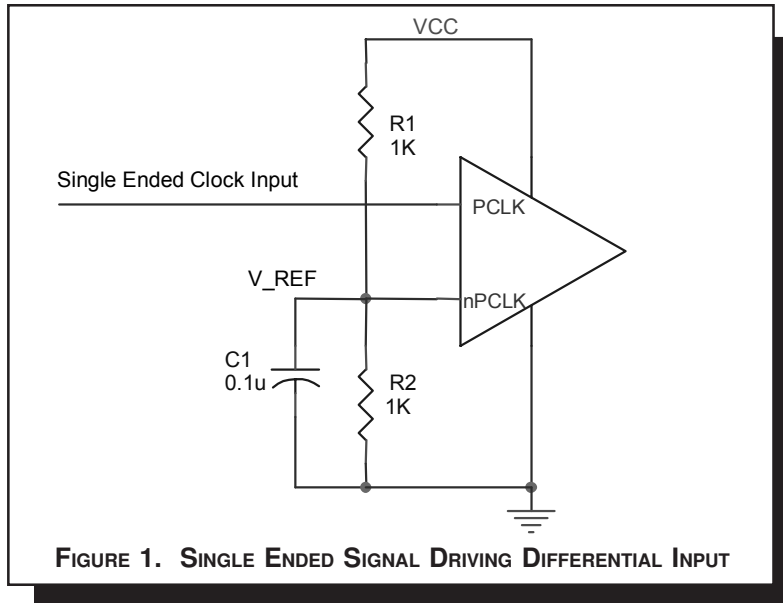 VCC
R1
1K
Single Ended Clock Input
PCLK
V_REF
nPCLK
C1
0.1u
R2
1K
FIGURE 1. SINGLE ENDED SIGNAL DRIVING DIFFERENTIAL INPUT